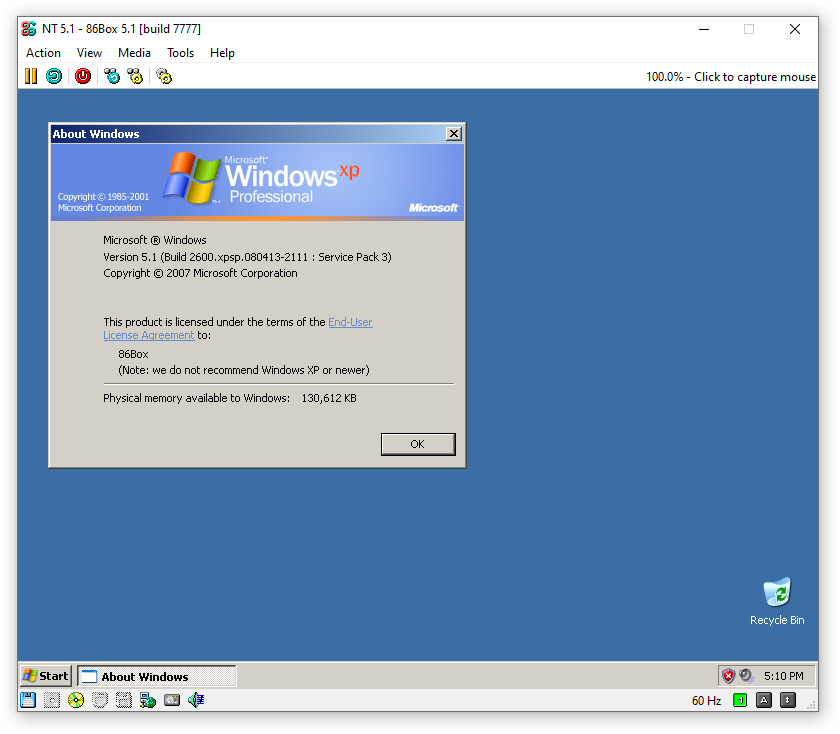 NT 5.1 - 86Box 5.1 [build 7777]
Action View Media Tools Help
100.0% - Click to capture mouse
About Windows
Microsoft®
Windows xp
Professional
TM
Copyright © 1985-2001
Microsoft Corporation
Microsoft
Microsoft ® Windows
Version 5.1 (Build 2600.xpsp.080413-2111 : Service Pack 3)
Copyright © 2007 Microsoft Corporation
This product is licensed under the terms of the End-User
License Agreement to:
86Box
(Note: we do not recommend Windows XP or newer)
Physical memory available to Windows: 130,612 KB
OK
Recycle Bin
Start About Windows 5:10 PM
60 Hz 1 A